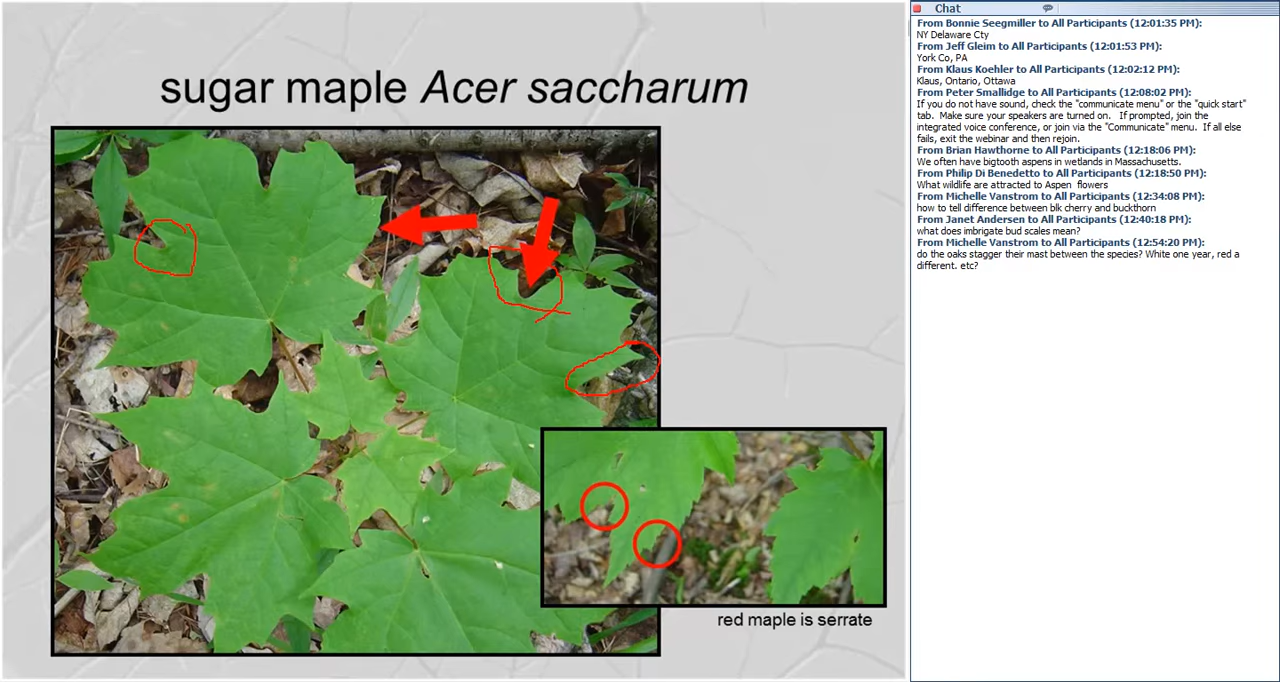 sugar maple Acer saccharum
red maple is serrate
Chat
From Bonnie Seegmiller to All Participants (12:01:35 PM):
NY Delaware Cty
From Jeff Gleim to All Participants (12:01:53 PM):
York Co, PA
From Klaus Koehler to All Participants (12:02:12 PM):
Klaus, Ontario, Ottawa
From Peter Smallidge to All Participants (12:08:02 PM):
If you do not have sound, check the "communicate menu" or the "quick start"
tab. Make sure your speakers are turned on. If prompted, join the
integrated voice conference, or join via the "Communicate" menu. If all else
fails, exit the webinar and then rejoin.
From Brian Hawthorne to All Participants (12:18:06 PM):
We often have bigtooth aspens in wetlands in Massachusetts.
From Philip Di Benedetto to All Participants (12:18:50 PM):
What wildlife are attracted to Aspen flowers
From Michelle Vanstrom to All Participants (12:34:08 PM):
how to tell difference between blk cherry and buckthorn
From Janet Andersen to All Participants (12:40:18 PM):
what does imbrigate bud scales mean?
From Michelle Vanstrom to All Participants (12:54:20 PM):
do the oaks stagger their mast between the species? White one year, red a
different. etc?